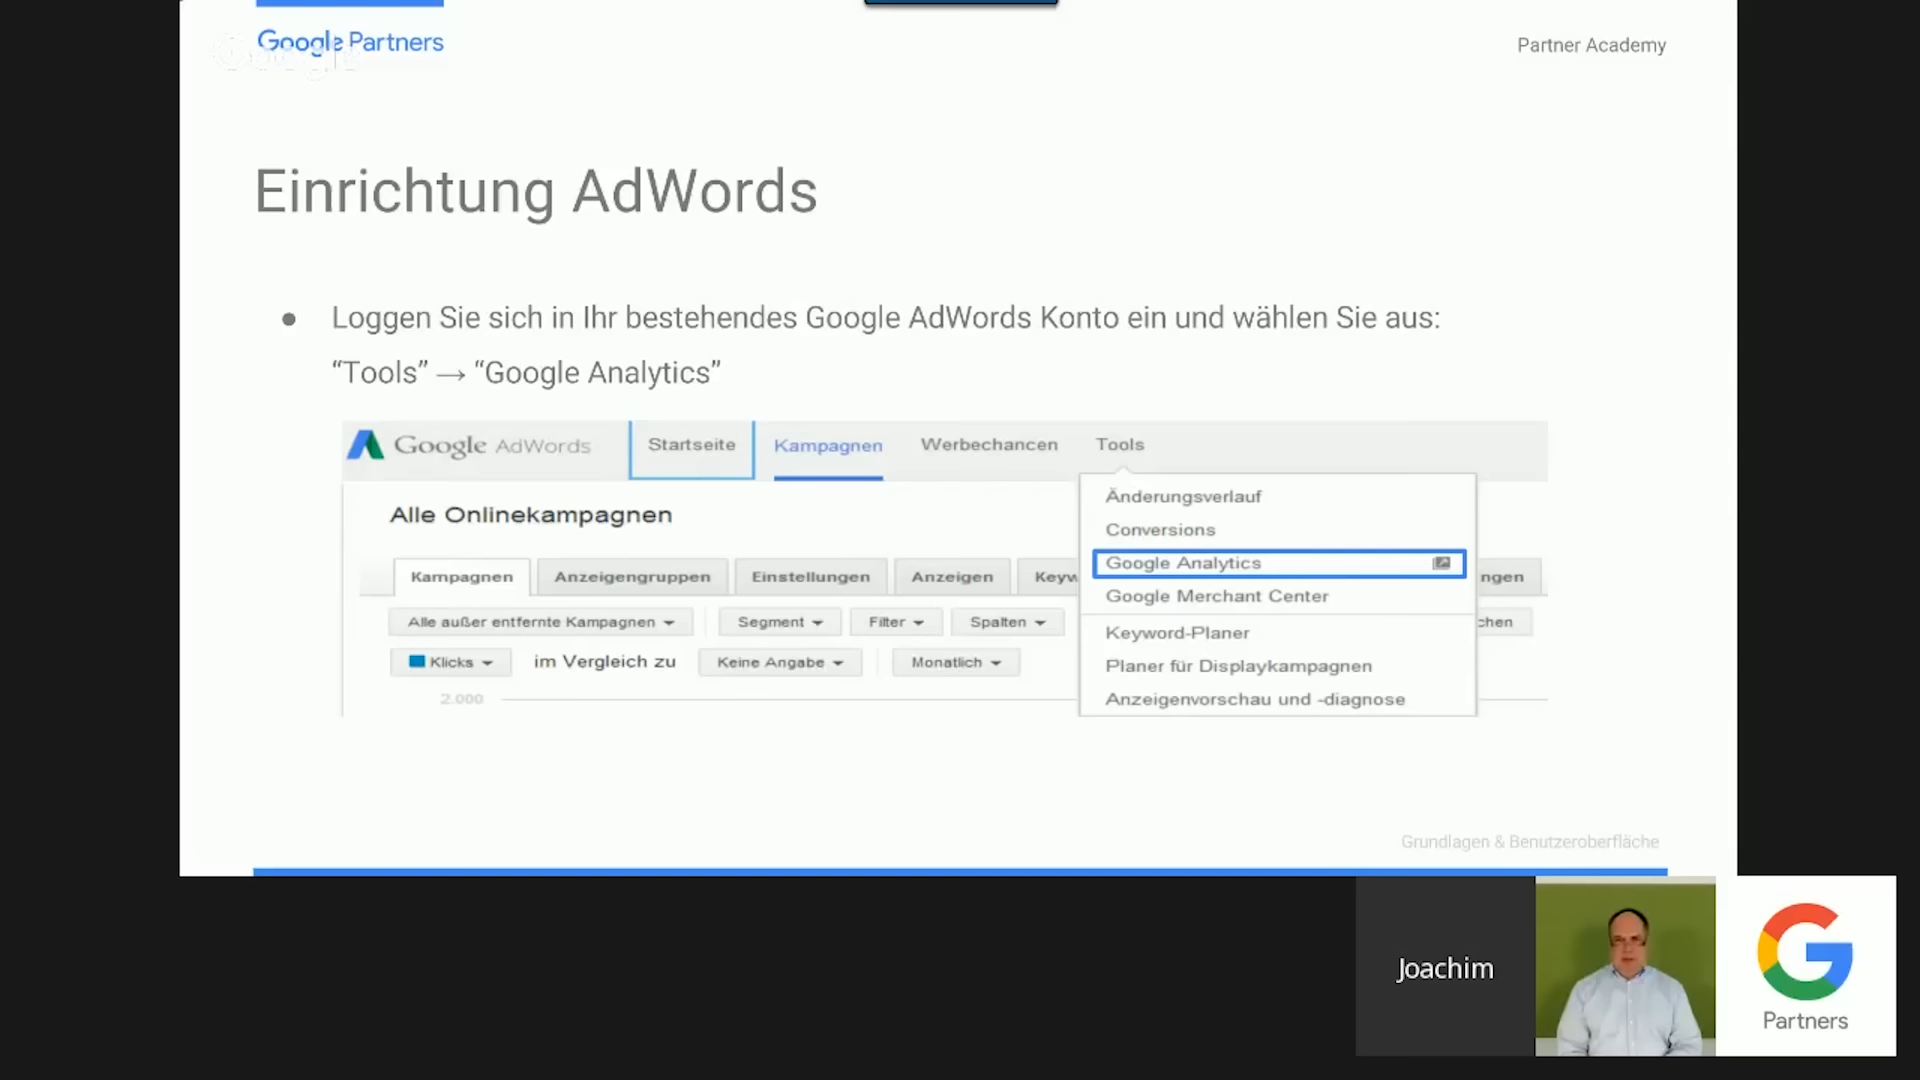 Google Partners
Partner Academy
Einrichtung AdWords
● Loggen Sie sich in Ihr bestehendes Google AdWords Konto ein und wählen Sie aus:
“Tools” → “Google Analytics”
Google AdWords Startseite Kampagnen Werbechancen Tools
Alle Onlinekampagnen
Änderungsverlauf
Conversions
Google Analytics
Google Merchant Center
Keyword-Planer
Planer für Displaykampagnen
Anzeigenvorschau und -diagnose
Kampagnen Anzeigengruppen Einstellungen Anzeigen Keyw ngen
Alle außer entfernte Kampagnen Segment Filter Spalten chen
Klicks im Vergleich zu Keine Angabe Monatlich
2.000
Grundlagen & Benutzeroberfläche
Joachim
Partners